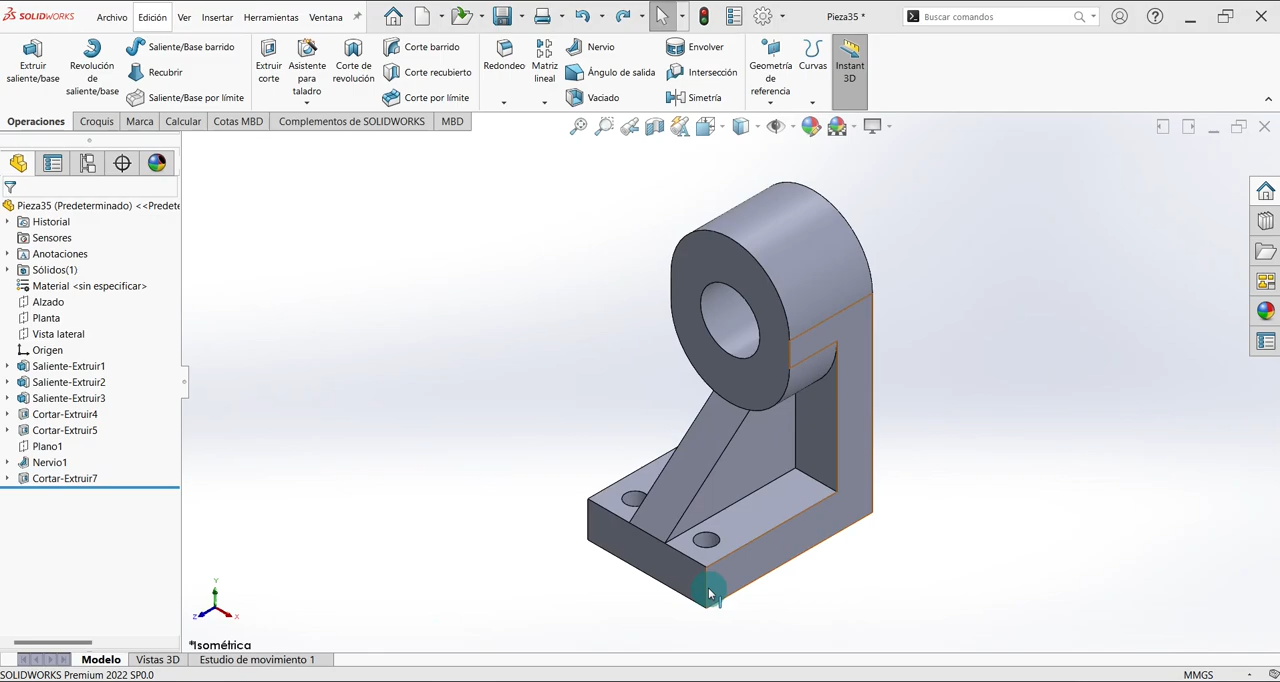 SOLIDWORKS
Archivo
Edición
Ver
Insertar
Herramientas
Ventana
Pieza35 *
Buscar comandos
Extruir saliente/base
Revolución de saliente/base
Saliente/Base barrido
Recubrir
Saliente/Base por límite
Extruir corte
Asistente para taladro
Corte de revolución
Corte barrido
Corte recubierto
Corte por límite
Redondeo
Matriz lineal
Nervio
Ángulo de salida
Vaciado
Envolver
Intersección
Simetría
Geometría de referencia
Curvas
Instant 3D
Operaciones
Croquis
Marca
Calcular
Cotas MBD
Complementos de SOLIDWORKS
MBD
Pieza35 (Predeterminado) <<Predete
Historial
Sensores
Anotaciones
Sólidos(1)
Material <sin especificar>
Alzado
Planta
Vista lateral
Origen
Saliente-Extruir1
Saliente-Extruir2
Saliente-Extruir3
Cortar-Extruir4
Cortar-Extruir5
Plano1
Nervio1
Cortar-Extruir7
Y
Z
X
*Isométrica
Modelo
Vistas 3D
Estudio de movimiento 1
SOLIDWORKS Premium 2022 SP0.0
MMGS